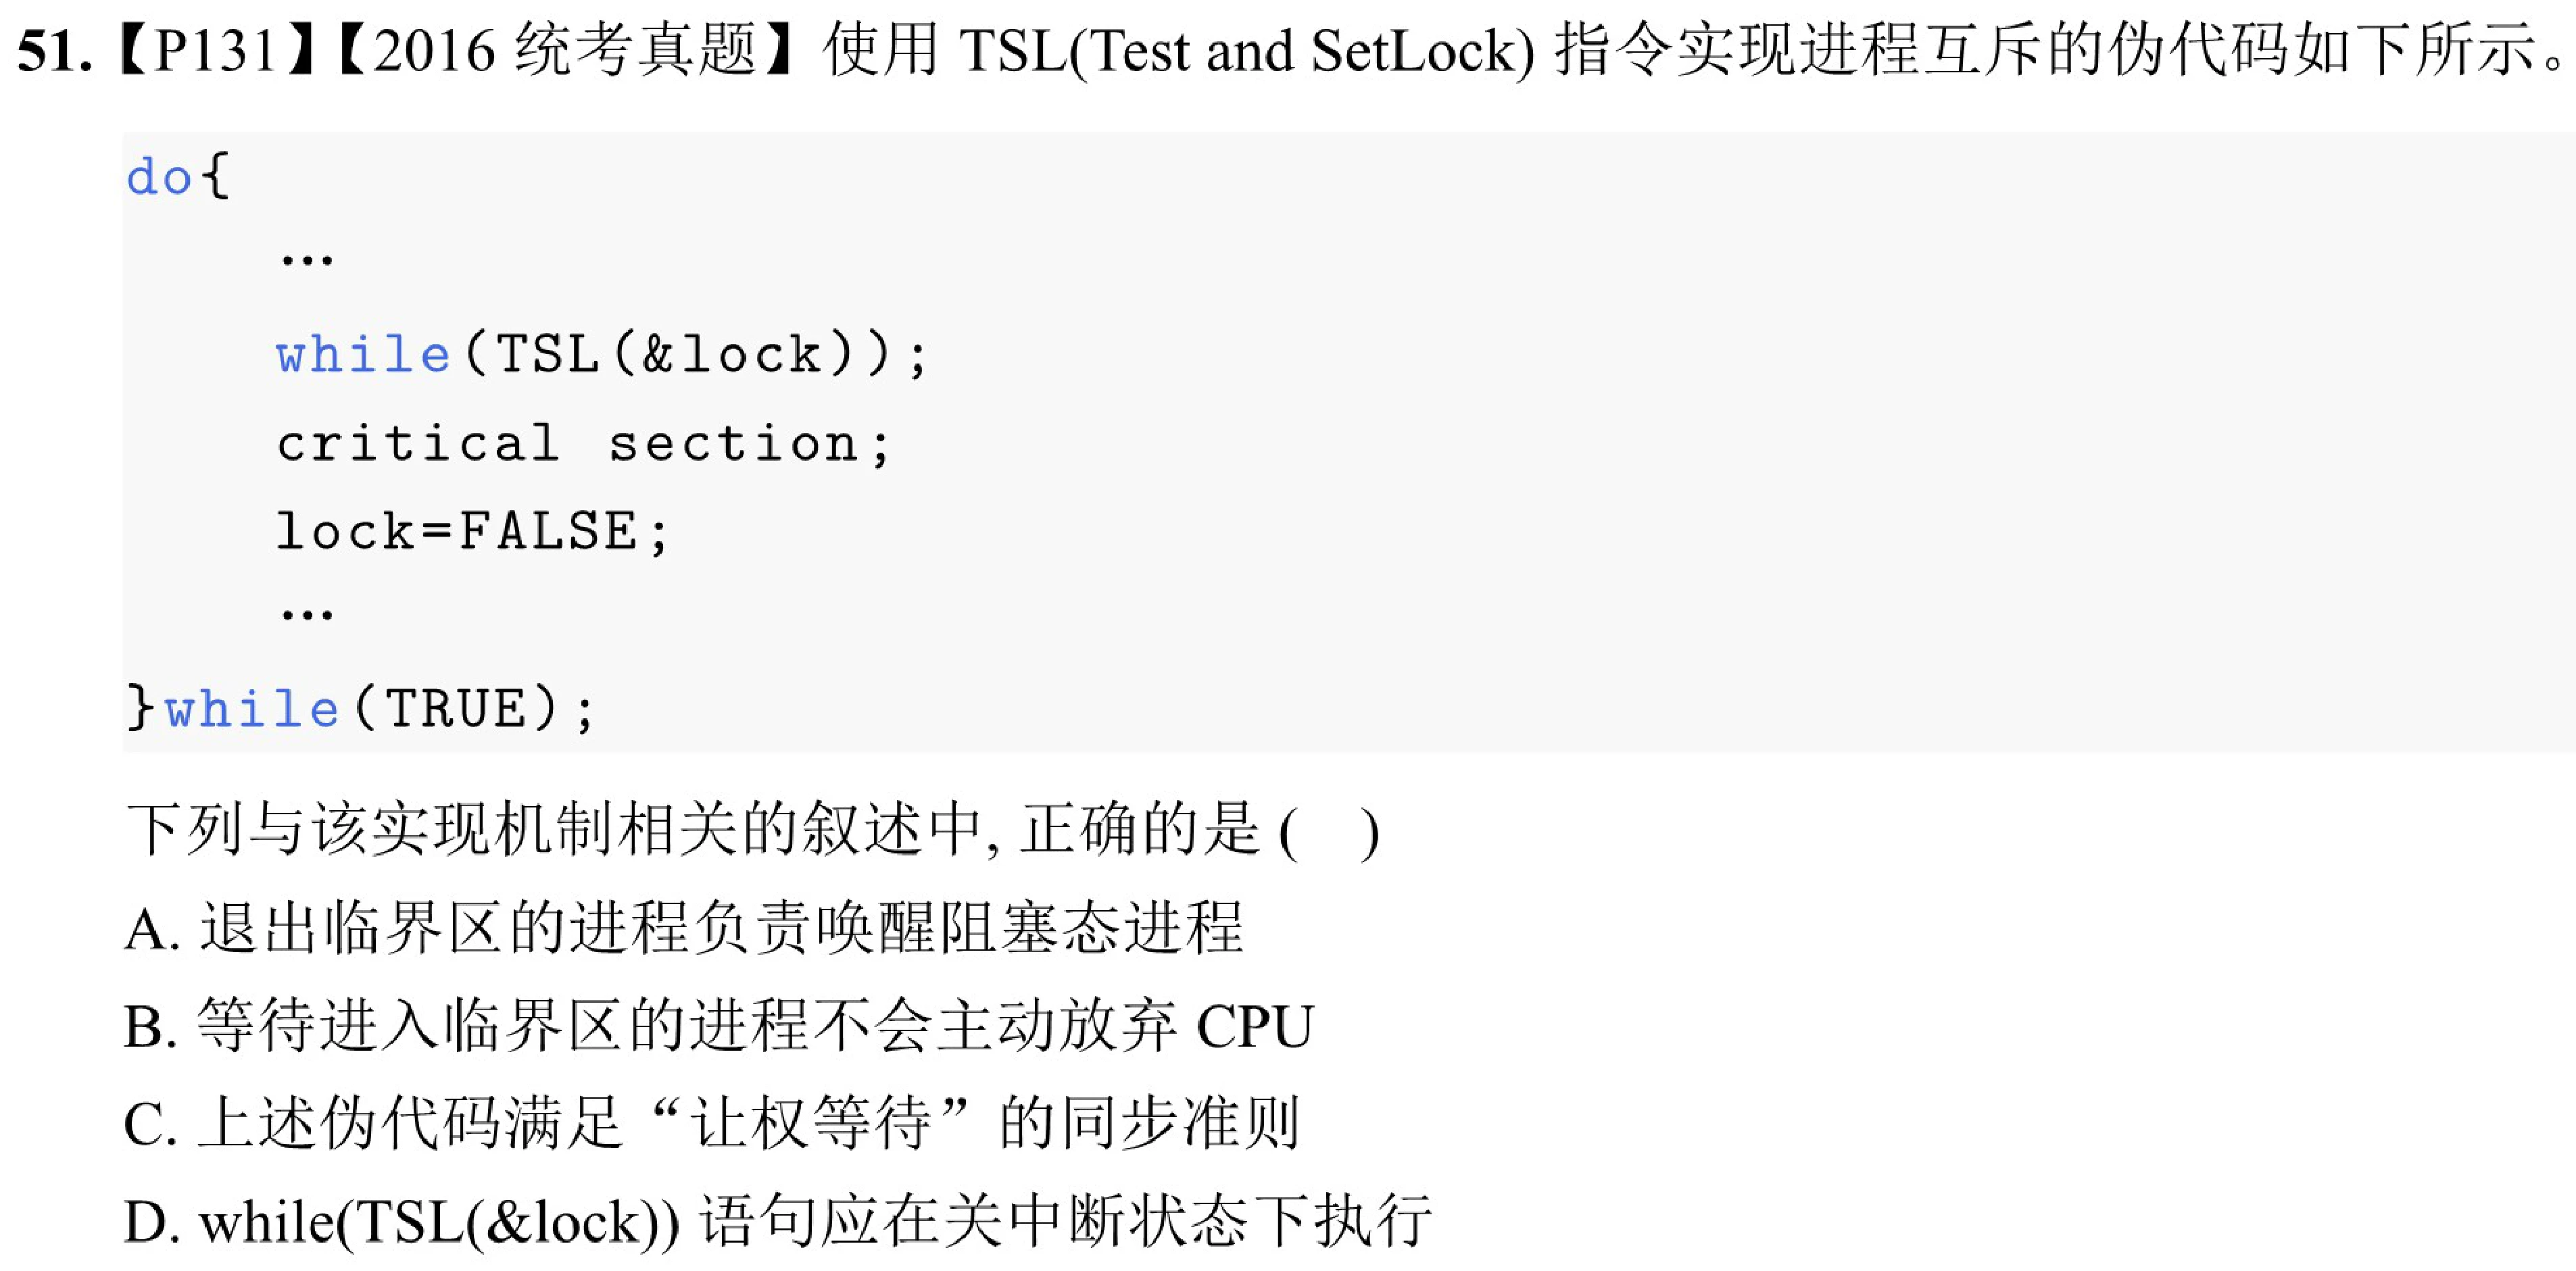 51.【P131】【2016 统考真题】使用 TSL(Test and SetLock) 指令实现进程互斥的伪代码如下所示。
do{
...
while(TSL(&lock));
critical section;
lock=FALSE;
...
}while(TRUE);
下列与该实现机制相关的叙述中, 正确的是 ( )
A. 退出临界区的进程负责唤醒阻塞态进程
B. 等待进入临界区的进程不会主动放弃 CPU
C. 上述伪代码满足“让权等待”的同步准则
D. while(TSL(&lock)) 语句应在关中断状态下执行